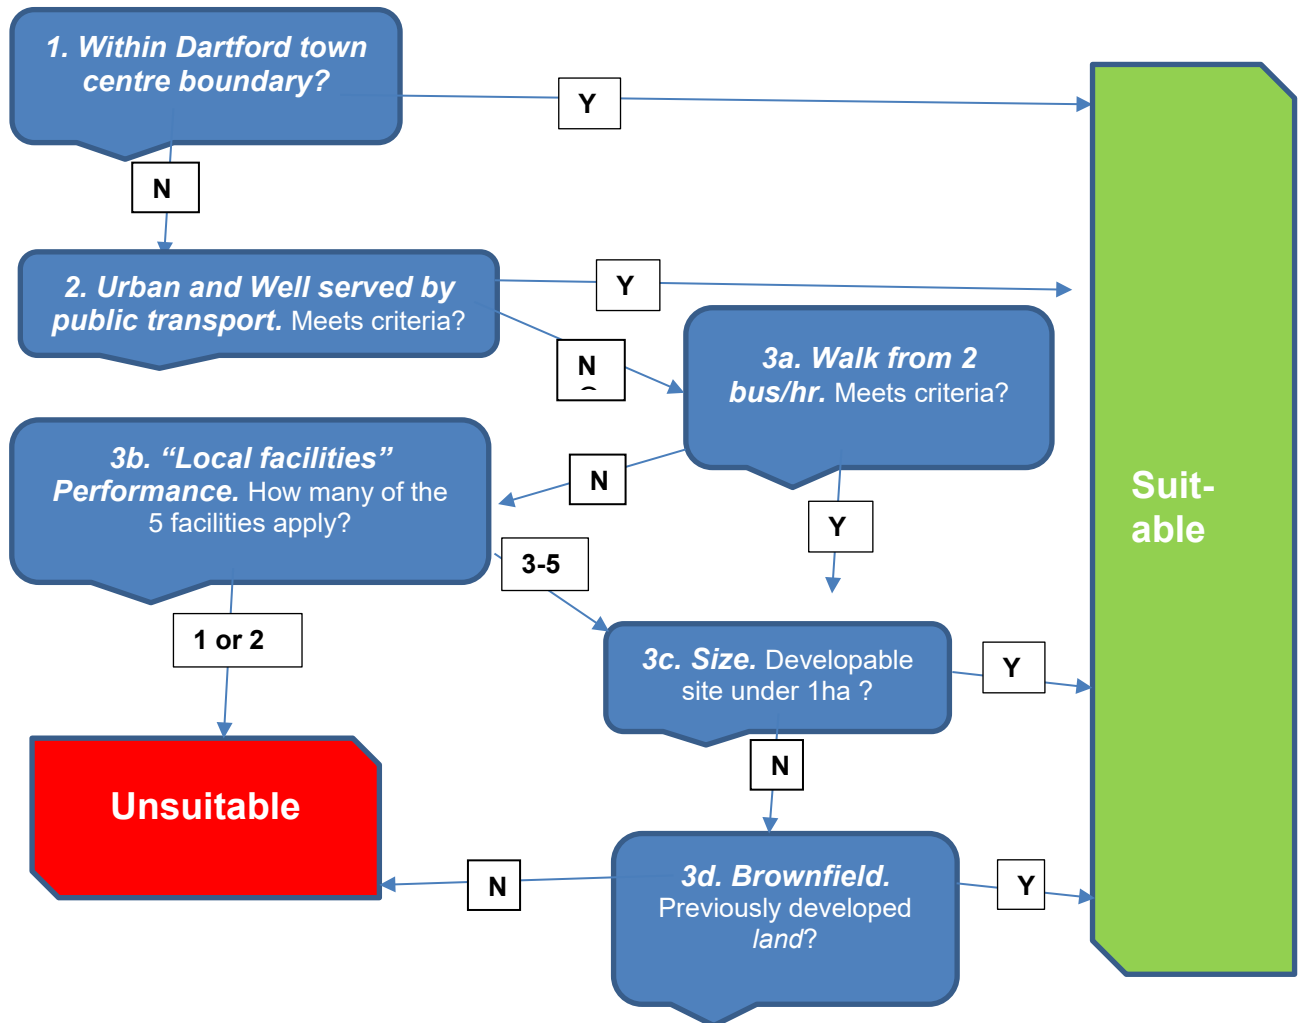 1. Within Dartford town
centre boundary?
Y
N
2. Urban and Well served by
public transport. Meets criteria?
Y
N
3a. Walk from 2
bus/hr. Meets criteria?
3b. “Local facilities”
Performance. How many of the
5 facilities apply?
N
Y
Suit-
able
3-5
1 or 2
3c. Size. Developable
site under 1ha ?
Y
N
Unsuitable
3d. Brownfield.
Previously developed
land?
N
Y